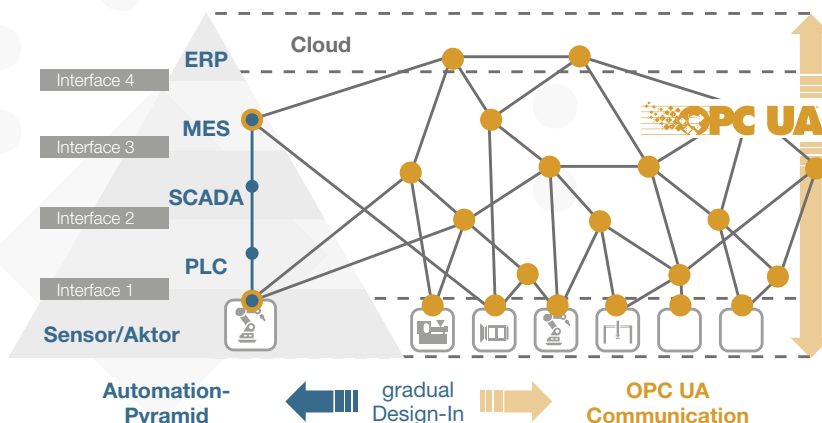 Cloud
ERP
Interface 4
MES
OPC UA
Interface 3
SCADA
Interface 2
PLC
Interface 1
Sensor/Aktor
Automation-
Pyramid
gradual
Design-In
OPC UA
Communication